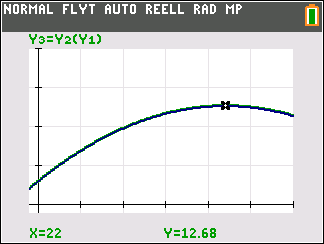 NORMAL FLYT AUTO REELL RAD MP
Y3=Y2(Y1)
X=22 Y=12.68